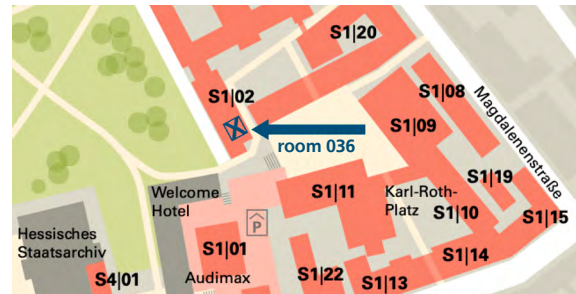 S1|20
S1|02
S1|08
Magdalenenstraße
S1|09
room 036
Welcome
Hotel
S1|11
Karl-Roth-
Platz
S1|19
S1|10
S1|15
Hessisches
Staatsarchiv
S1|01
P
S1|14
S4|01
Audimax
S1|22
S1|13